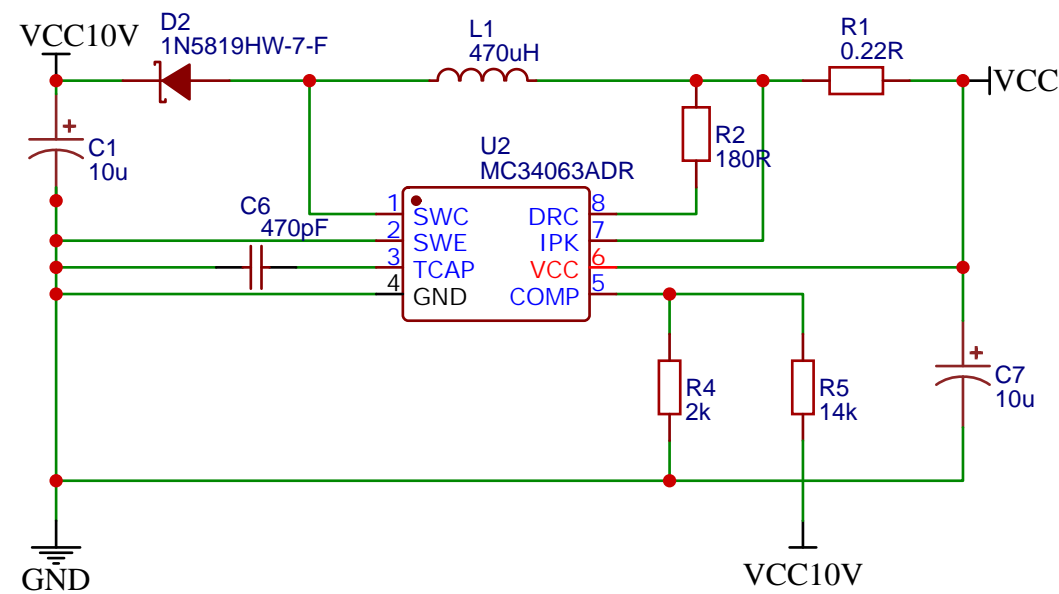 D2
VCC10V
1N5819HW-7-F
L1
470uH
R1
0.22R
VCC
+
C1
10u
R2
180R
U2
MC34063ADR
C6
470pF
1
SWC
2
SWE
3
TCAP
4
GND
8
DRC
7
IPK
6
VCC
5
COMP
R4
2k
R5
14k
+
C7
10u
GND
VCC10V